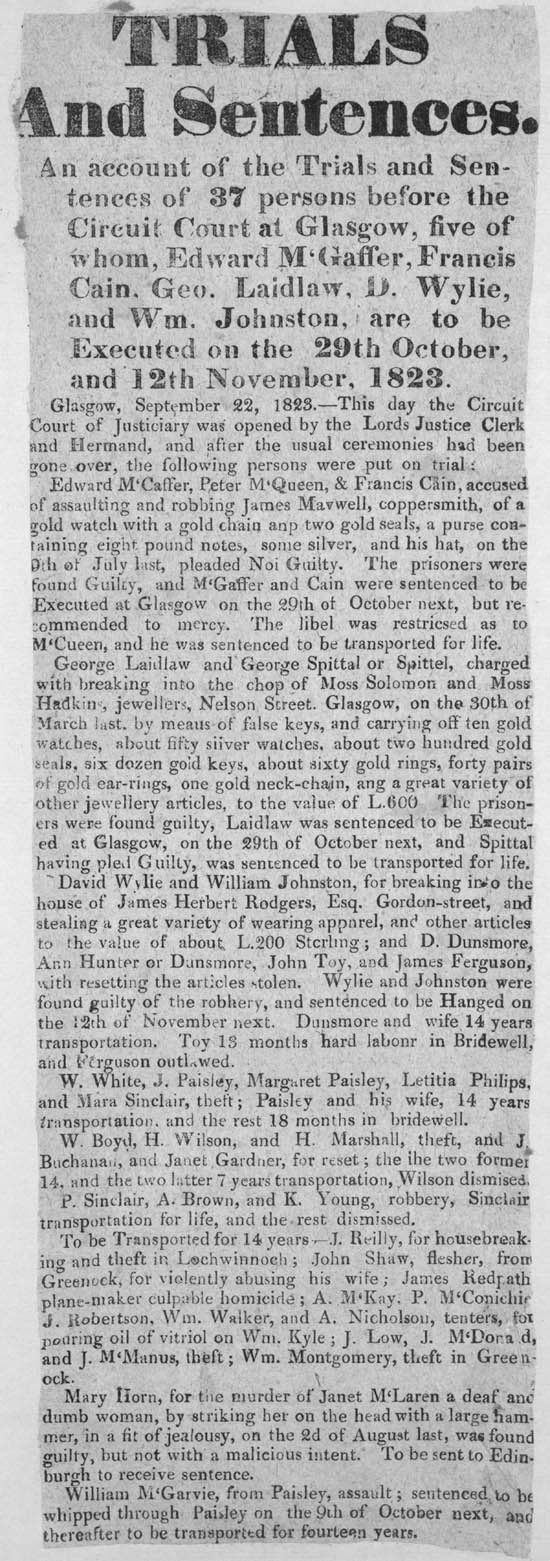 TRIALS
And Sentences.
An account of the Trials and Sen-
tences of 37 persons before the
Circuit Court at Glasgow, five of
whom, Edward M'Gaffer, Francis
Cain, Geo. Laidlaw, D. Wylie,
and Wm. Johnston, are to be
Executed on the 29th October,
and 12th November, 1823.
Glasgow, September 22, 1823.—This day the Circuit
Court of Justiciary was opened by the Lords Justice Clerk
and Hermand, and after the usual ceremonies had been
gone over, the following persons were put on trial:
Edward M'Caffer, Peter M'Queen, & Francis Cain, accused
of assaulting and robbing James Mavwell, coppersmith, of a
gold watch with a gold chain anp two gold seals, a purse con-
taining eight pound notes, some silver, and his hat, on the
9th of July last, pleaded Noi Guilty. The prisoners were
found Guilty, and M'Gaffer and Cain were sentenced to be
Executed at Glasgow on the 29th of October next, but re-
commended to mercy. The libel was restricsed as to
M'Cueen, and he was sentenced to be transported for life.
George Laidlaw and George Spittal or Spittel, charged
with breaking into the chop of Moss Solomon and Moss
Hadkins, jewellers, Nelson Street. Glasgow, on the 30th of
March last. by meaus of false keys, and carrying off ten gold
watches, about fifty siiver watches, about two hundred gold
seals, six dozen gold keys, about sixty gold rings, forty pairs
of gold ear-rings, one gold neck-chain, ang a great variety of
other jewellery articles, to the value of L.600 The prison-
ers were found guilty, Laidlaw was sentenced to be Execut-
ed at Glasgow, on the 29th of October next, and Spittal
having pled Guilty, was sentenced to be transported for life.
David Wylie and William Johnston, for breaking into the
house of James Herbert Rodgers, Esq. Gordon-street, and
stealing a great variety of wearing apparel, and other articles
to the value of about L.200 Sterling; and D. Dunsmore,
Ann Hunter or Dunsmore, John Toy, and James Ferguson,
with resetting the articles stolen. Wylie and Johnston were
found guilty of the robhery, and sentenced to be Hanged on
the 12th of November next. Dunsmore and wife 14 years
transportation. Toy 13 months hard labonr in Bridewell,
and Ferguson outlawed.
W. White, J. Paisley, Margaret Paisley, Letitia Philips,
and Mara Sinclair, theft; Paisley and his wife, 14 years
transportation, and the rest 18 months in bridewell.
W. Boyd, H. Wilson, and H. Marshall, theft, and J.
Buchanan, and Janet Gardner, for reset; the ihe two former
14, and the two latter 7 years transportation, Wilson dismised.
P. Sinclair, A. Brown, and K. Young, robbery, Sinclair
transportation for life, and the rest dismissed.
To be Transported for 14 years—J. Reilly, for housebreak-
ing and theft in Lochwinnoch; John Shaw, flesher, from
Greenock, for violently abusing his wife; James Redpath
plane-maker culpable homicide; A. M'Kay, P. M'Conichie
J. Robertson, Wm. Walker, and A. Nicholson, tenters, for
pouring oil of vitriol on Wm. Kyle; J. Low, J. M'Dona d,
and J. M'Manus, theft; Wm. Montgomery, theft in Green-
ock.
Mary Horn, for the murder of Janet M'Laren a deaf and
dumb woman, by striking her on the head with a large ham-
mer, in a fit of jealousy, on the 2d of August last, was found
guilty, but not with a malicious intent. To be sent to Edin-
burgh to receive sentence.
William M'Garvie, from Paisley, assault; sentenced to be
whipped through Paisley on the 9th of October next, and
thereafter to be transported for fourteen years.